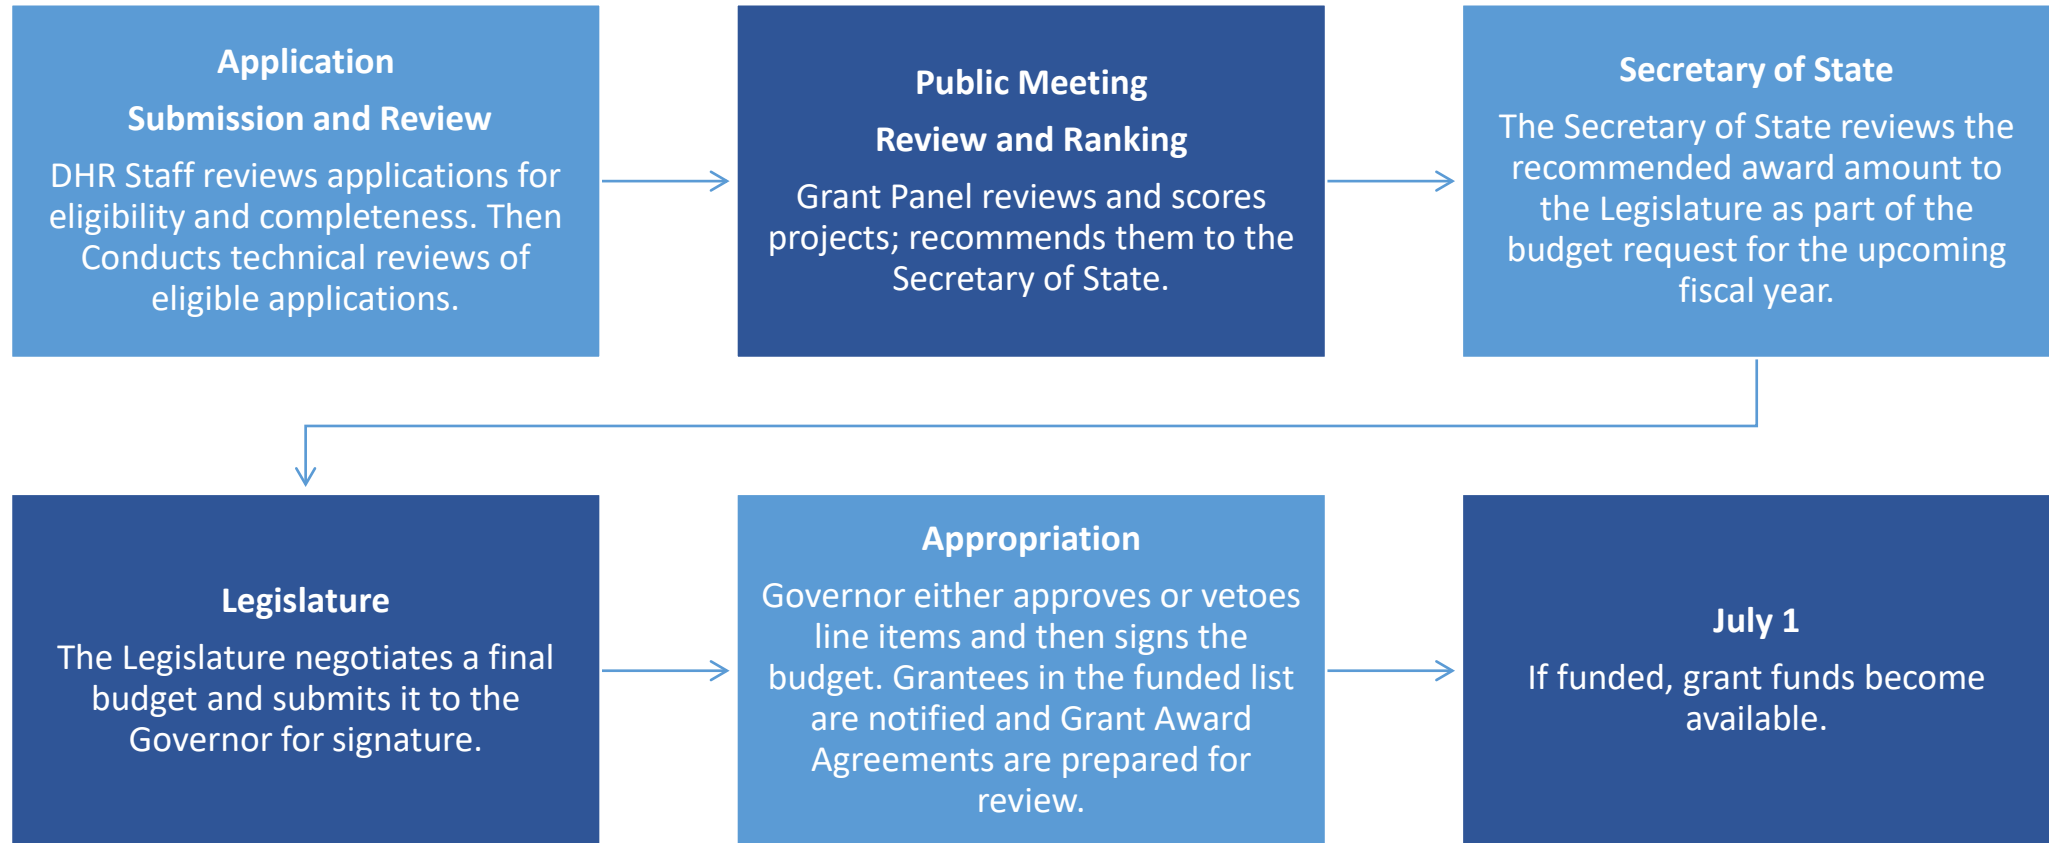 Application
Submission and Review
DHR Staff reviews applications for
eligibility and completeness. Then
Conducts technical reviews of
eligible applications.
Public Meeting
Review and Ranking
Grant Panel reviews and scores
projects; recommends them to the
Secretary of State.
Secretary of State
The Secretary of State reviews the
recommended award amount to
the Legislature as part of the
budget request for the upcoming
fiscal year.
Legislature
The Legislature negotiates a final
budget and submits it to the
Governor for signature.
Appropriation
Governor either approves or vetoes
line items and then signs the
budget. Grantees in the funded list
are notified and Grant Award
Agreements are prepared for
review.
July 1
If funded, grant funds become
available.